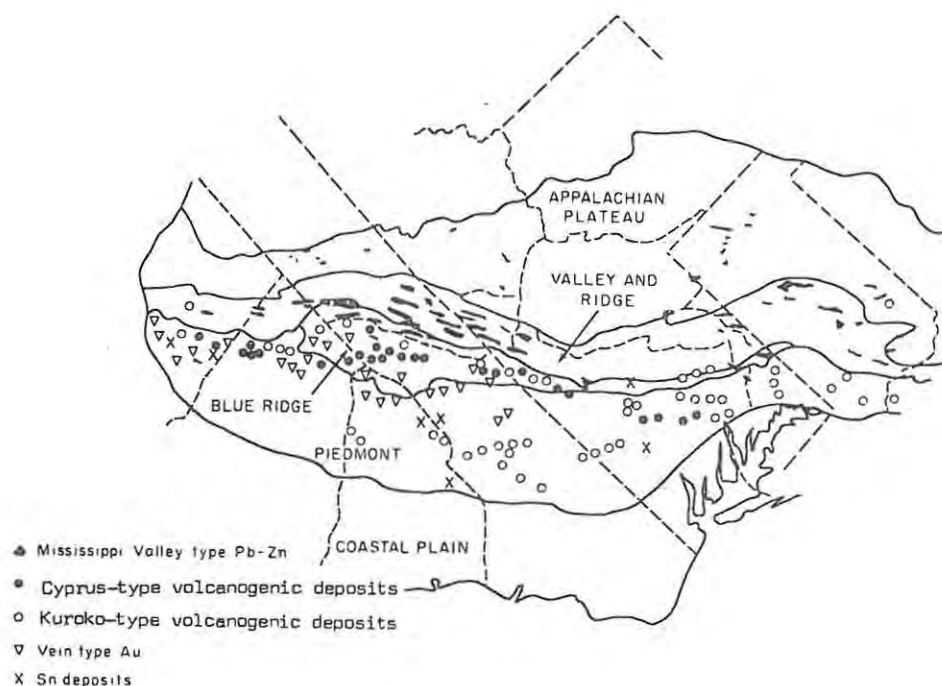 APPALACHIAN
PLATEAU
VALLEY AND
RIDGE
BLUE RIDGE
PIEDMONT
COASTAL PLAIN
Mississippi Valley type Pb-Zn
Cyprus-type volcanogenic deposits
Kuroko-type volcanogenic deposits
Vein type Au
X Sn deposits